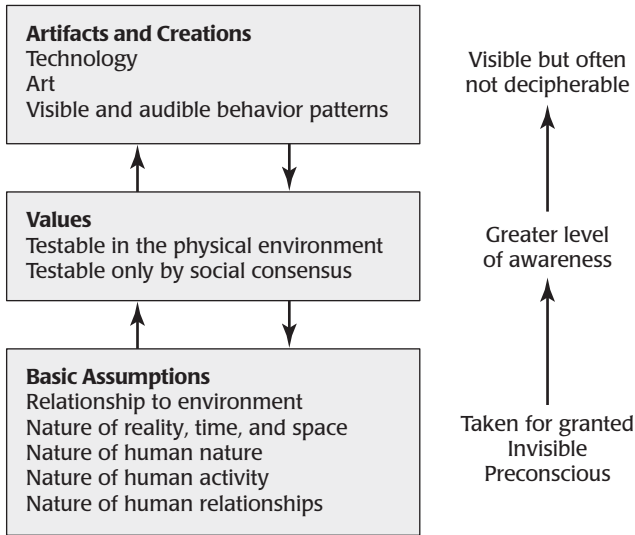 Artifacts and Creations
Technology
Art
Visible and audible behavior patterns
Visible but often
not decipherable
Values
Testable in the physical environment
Testable only by social consensus
Greater level
of awareness
Basic Assumptions
Relationship to environment
Nature of reality, time, and space
Nature of human nature
Nature of human activity
Nature of human relationships
Taken for granted
Invisible
Preconscious